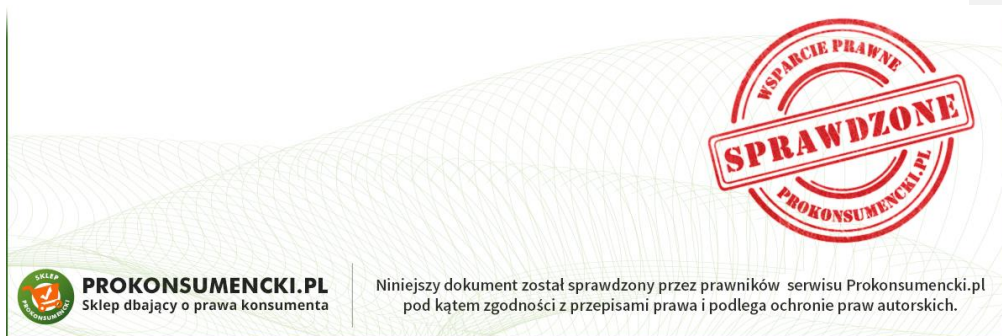 WSPARCIE PRAWNE
SPRAWDZONE
PROKONSUMENCKI.PL
SKLEP
PROKONSUMENCKI
PROKONSUMENCKI.PL
Sklep dbający o prawa konsumenta
Niniejszy dokument został sprawdzony przez prawników serwisu Prokonsumencki.pl
pod kątem zgodności z przepisami prawa i podlega ochronie praw autorskich.